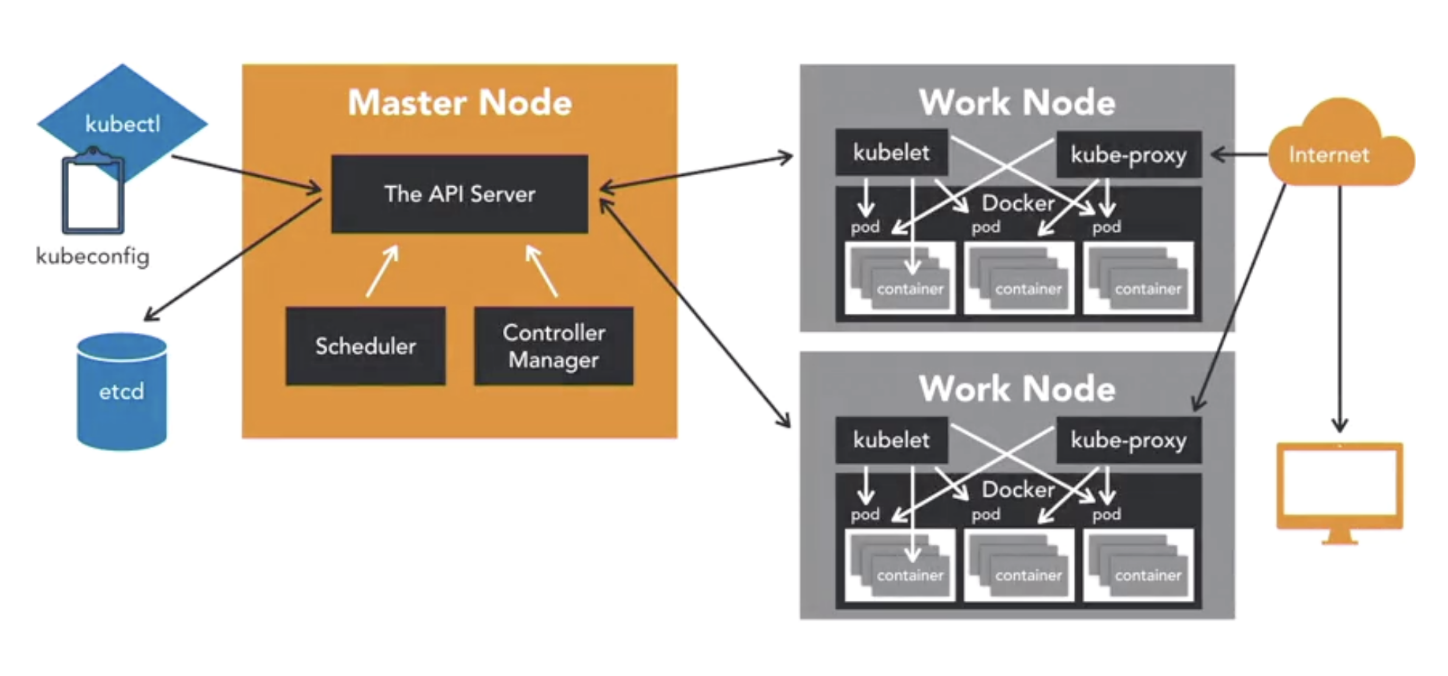 kubectl
kubeconfig
etcd
Master Node
The API Server
Scheduler
Controller
Manager
Work Node
kubelet
kube-proxy
Docker
pod
pod
pod
container
container
container
Work Node
kubelet
kube-proxy
Docker
pod
pod
pod
container
container
container
Internet